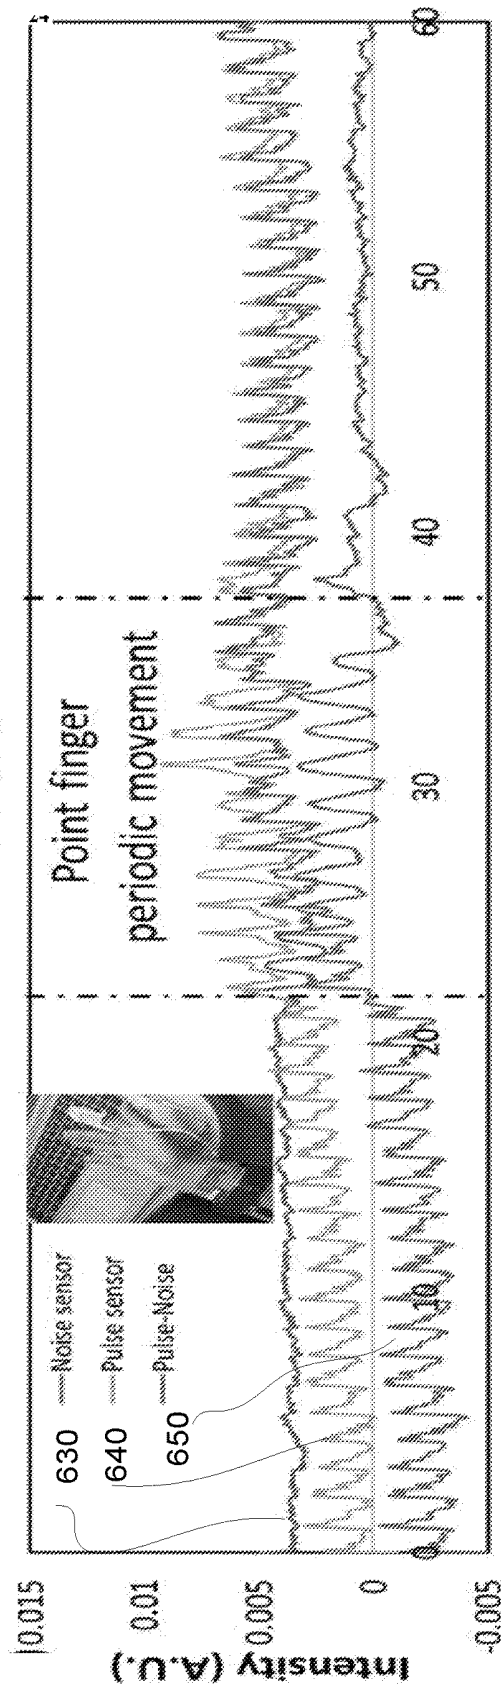 Intensity (A.U.)
0.015
0.01
0.005
0
-0.005
630 Noise sensor
640 Pulse sensor
650 Pulse-Noise
Point finger
periodic movement
0
10
20
30
40
50
60